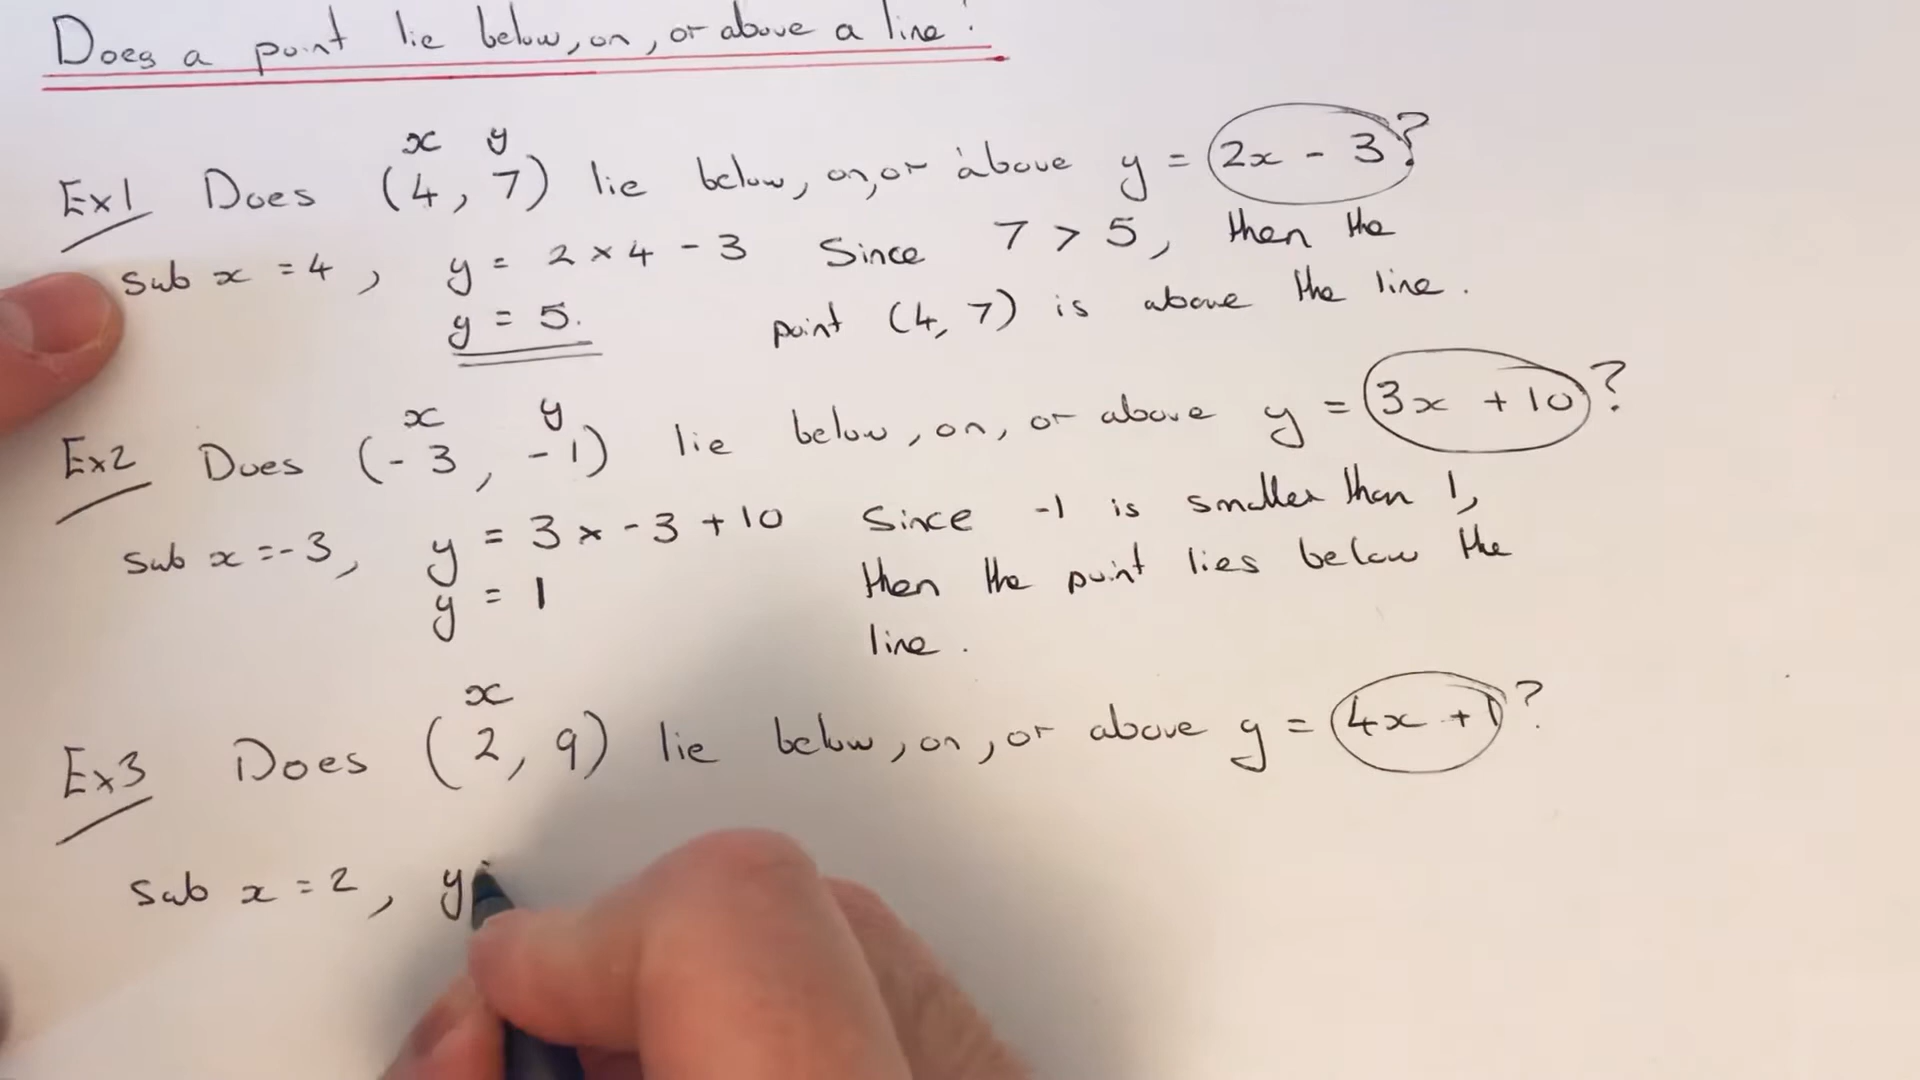 Does a point lie below, on, or above a line?
x y
Ex1 Does (4, 7) lie below, on, or above y = 2x - 3?
sub x = 4, y = 2 × 4 - 3 Since 7 > 5, then the
y = 5. point (4, 7) is above the line.
x y
Ex2 Does (-3, -1) lie below, on, or above y = 3x + 10?
sub x = -3, y = 3 × -3 + 10 Since -1 is smaller than 1,
y = 1 then the point lies below the
line.
x
Ex3 Does (2, 9) lie below, on, or above y = 4x + 1?
sub x = 2, y